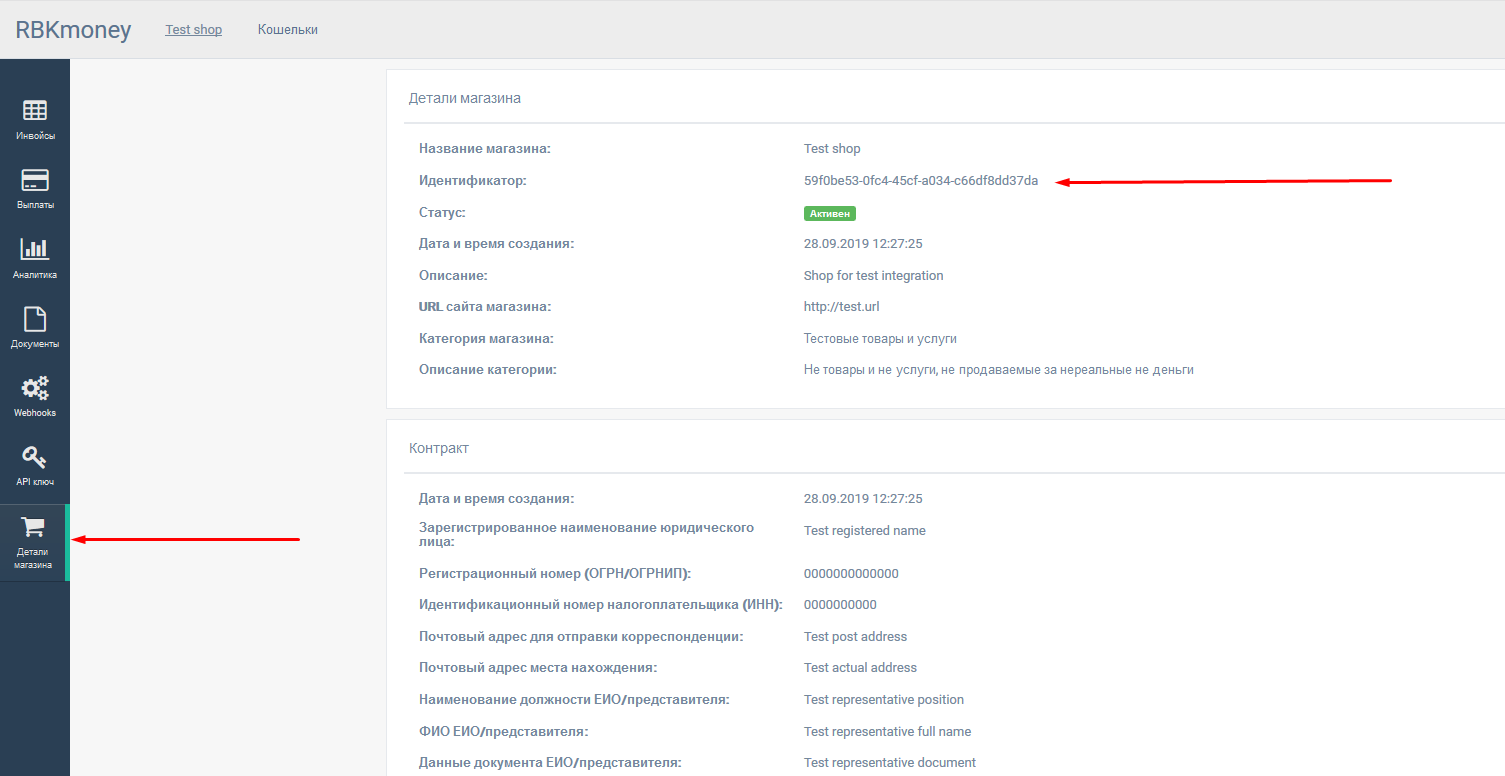 RBKmoney Test shop Кошельки
Инвойсы
Выплаты
Аналитика
Документы
Webhooks
API ключ
Детали
магазина
Детали магазина
Название магазина: Test shop
Идентификатор: 59f0be53-0fc4-45cf-a034-c66df8dd37da
Статус: Активен
Дата и время создания: 28.09.2019 12:27:25
Описание: Shop for test integration
URL сайта магазина: http://test.url
Категория магазина: Тестовые товары и услуги
Описание категории: Не товары и не услуги, не продаваемые за нереальные не деньги
Контракт
Дата и время создания: 28.09.2019 12:27:25
Зарегистрированное наименование юридического
лица: Test registered name
Регистрационный номер (ОГРН/ОГРНИП): 0000000000000
Идентификационный номер налогоплательщика (ИНН): 0000000000
Почтовый адрес для отправки корреспонденции: Test post address
Почтовый адрес места нахождения: Test actual address
Наименование должности ЕИО/представителя: Test representative position
ФИО ЕИО/представителя: Test representative full name
Данные документа ЕИО/представителя: Test representative document